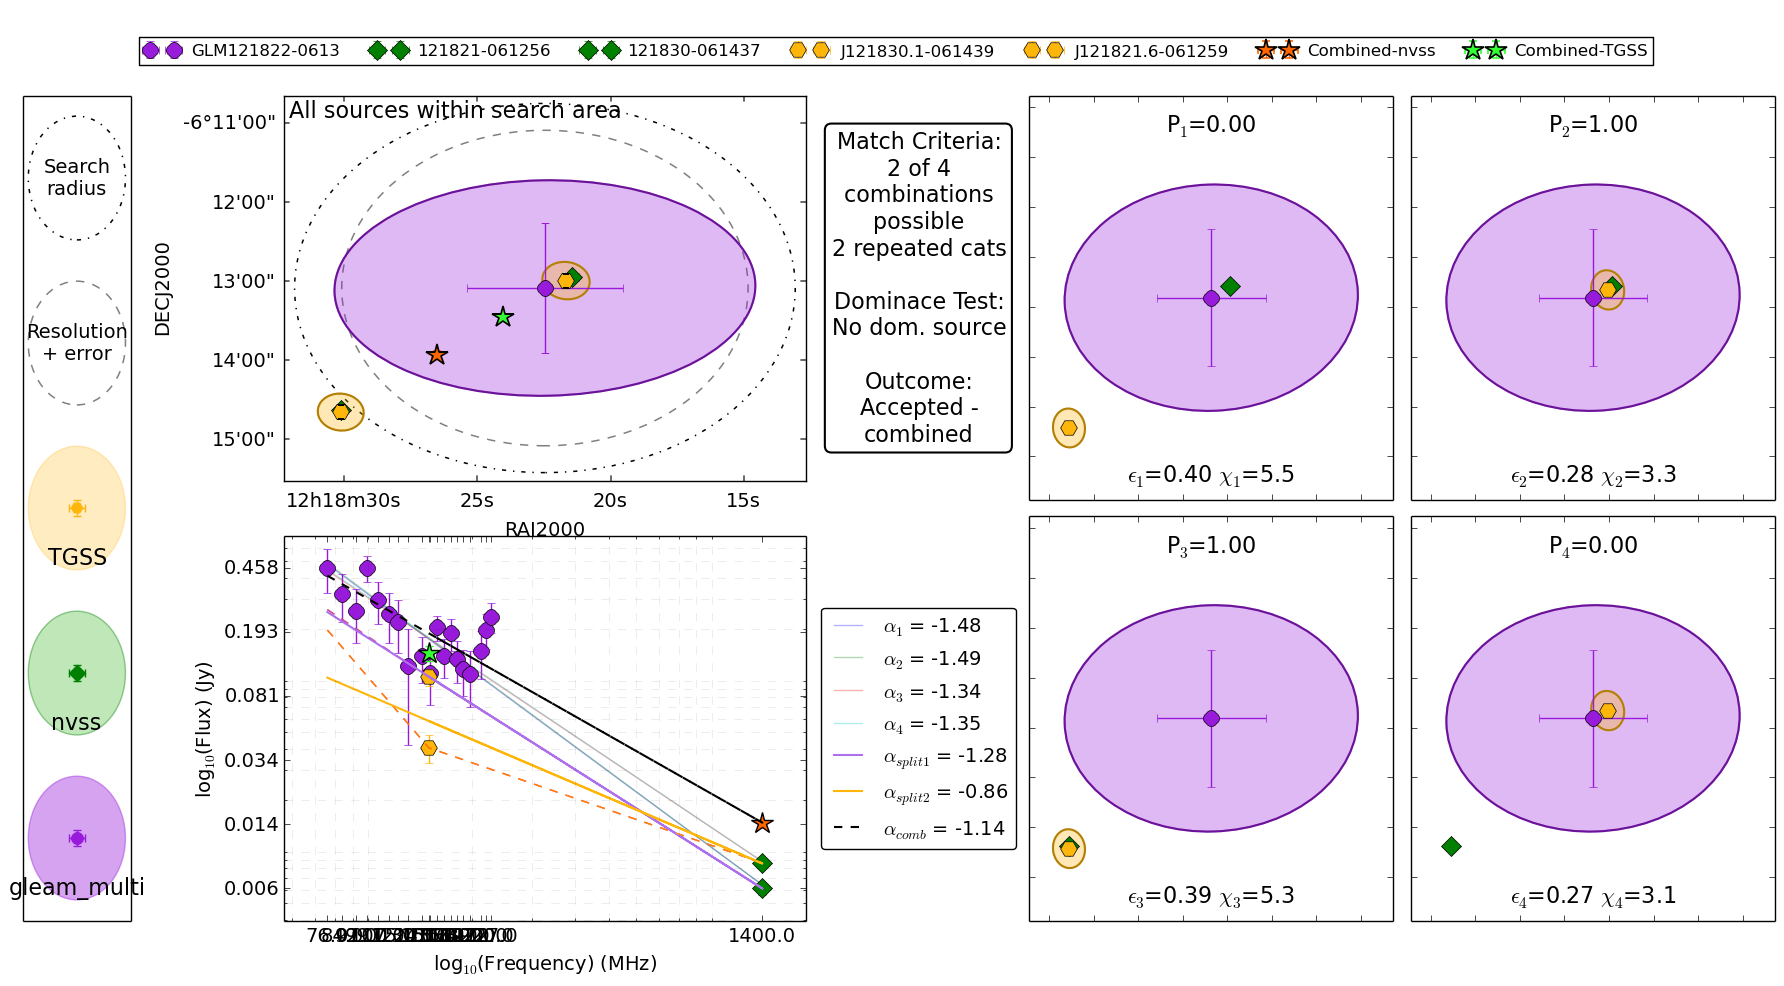 GLM121822-0613
121821-061256
121830-061437
J121830.1-061439
J121821.6-061259
Combined-nvss
Combined-TGSS
Search
radius
Resolution
+ error
TGSS
nvss
gleam_multi
All sources within search area
-6°11'00"
12'00"
13'00"
14'00"
15'00"
DECJ2000
12h18m30s
25s
20s
15s
RAJ2000
Match Criteria:
2 of 4
combinations
possible
2 repeated cats
Dominace Test:
No dom. source
Outcome:
Accepted -
combined
P1=0.00
ϵ1=0.40 χ1=5.5
P2=1.00
ϵ2=0.28 χ2=3.3
P3=1.00
ϵ3=0.39 χ3=5.3
P4=0.00
ϵ4=0.27 χ4=3.1
0.458
0.193
0.081
0.034
0.014
0.006
log10(Flux) (Jy)
1400.0
log10(Frequency) (MHz)
α1 = -1.48
α2 = -1.49
α3 = -1.34
α4 = -1.35
αsplit1 = -1.28
αsplit2 = -0.86
αcomb = -1.14